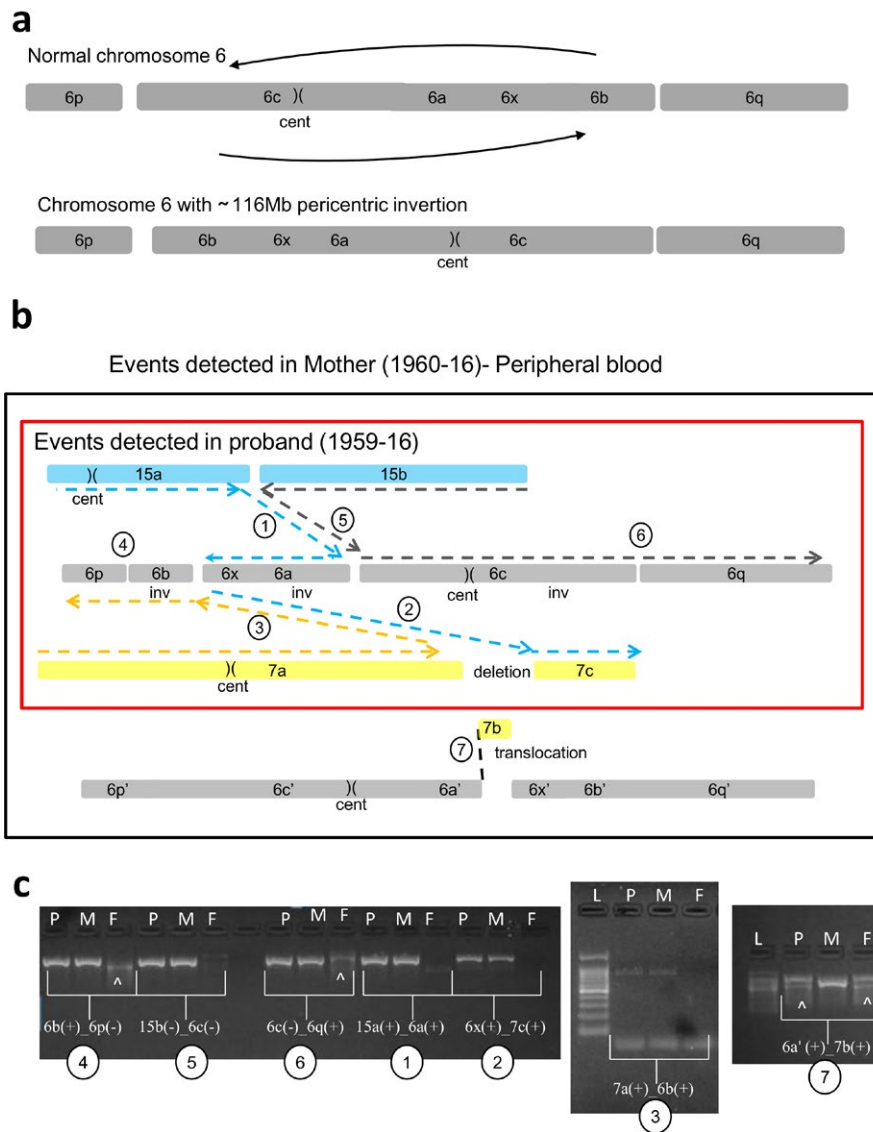 a
Normal chromosome 6
6p 6c )( 6a 6x 6b 6q
cent
Chromosome 6 with ~116Mb pericentric invertion
6p 6b 6x 6a )( 6c 6q
cent
b
Events detected in Mother (1960-16)- Peripheral blood
Events detected in proband (1959-16)
)( 15a 15b
cent
1 5
4 6
6p 6b 6x 6a )( 6c 6q
inv inv cent inv
2
3
)( 7a deletion 7c
cent
7b
7 translocation
6p' 6c' )( 6a' 6x' 6b' 6q'
cent
c
P M F P M F P M F P M F P M F
^ ^
6b(+)_6p(-) 15b(-)_6c(-) 6c(-)_6q(+) 15a(+)_6a(+) 6x(+)_7c(+)
4 5 6 1 2
L P M F
7a(+)_6b(+)
3
L P M F
^ ^
6a'(+)_7b(+)
7